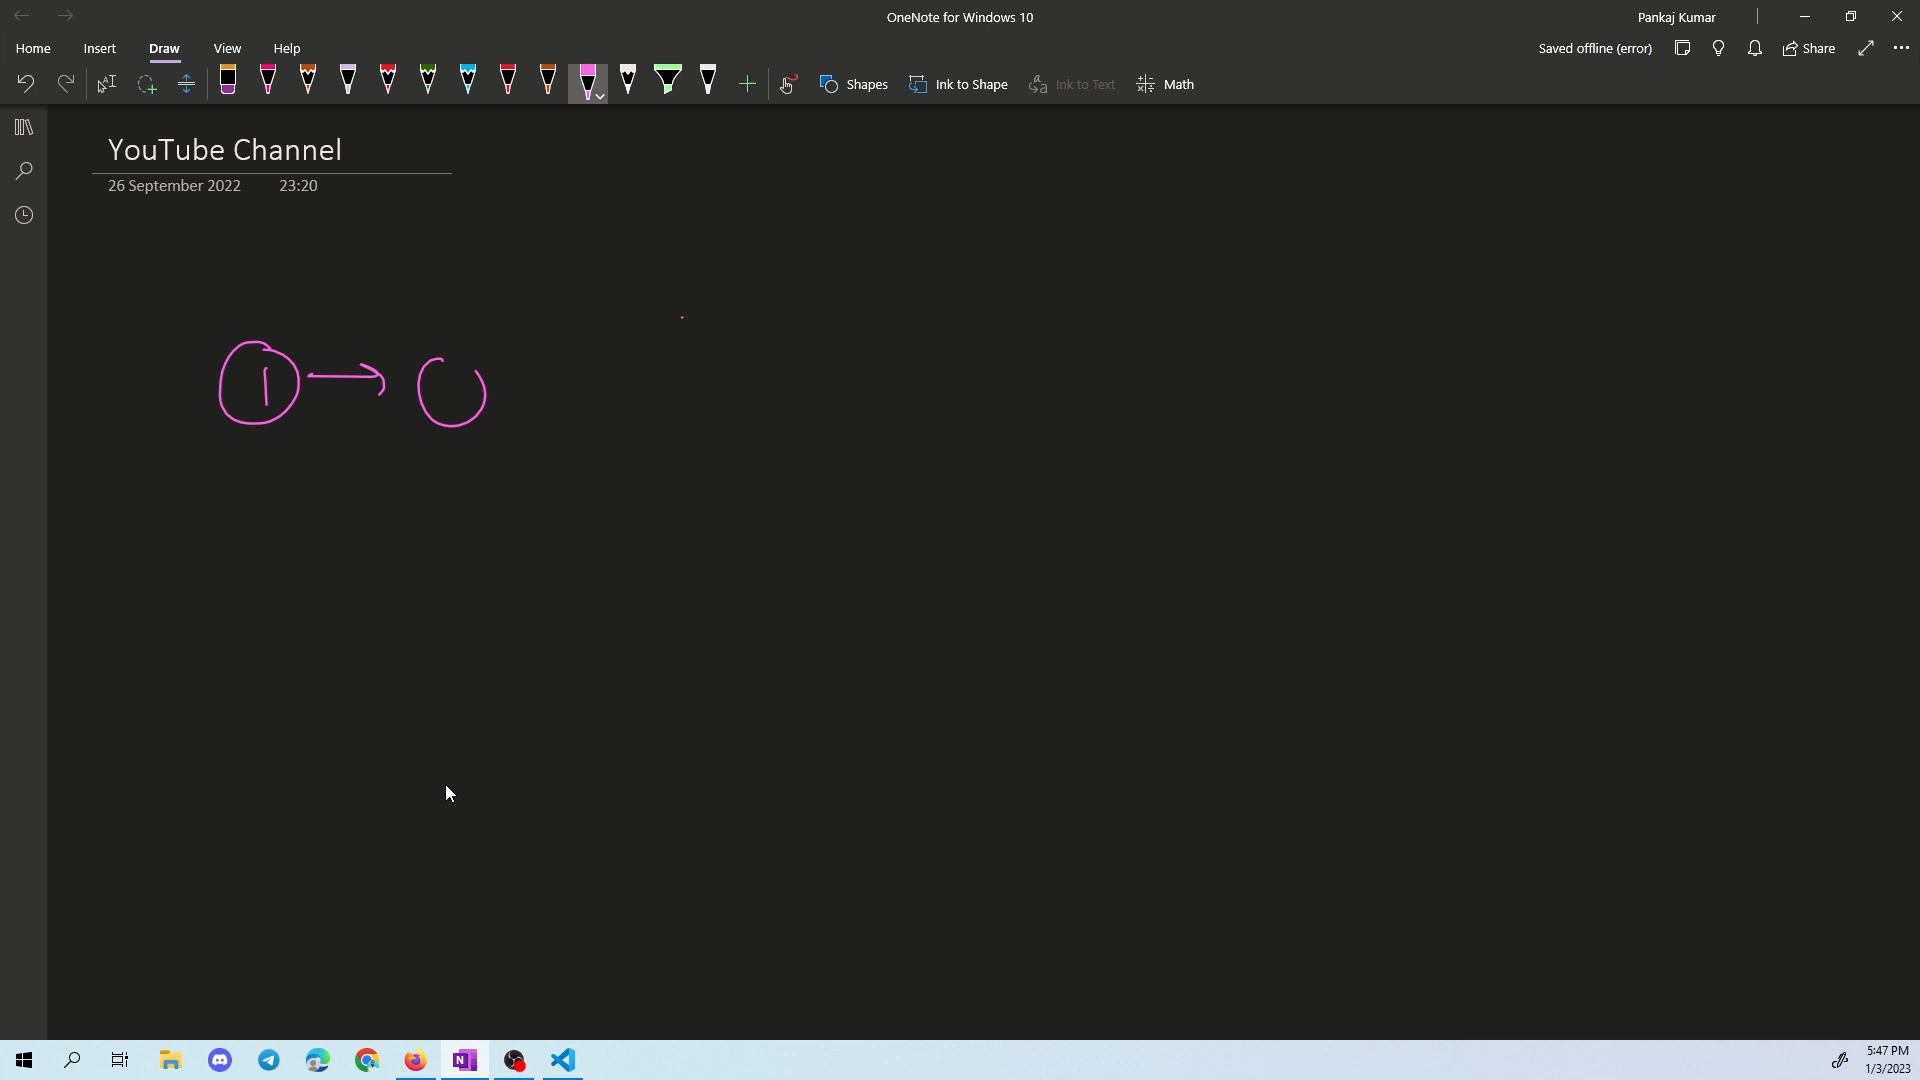 OneNote for Windows 10
Pankaj Kumar
Home Insert Draw View Help
Saved offline (error) Share
Shapes Ink to Shape Ink to Text Math
YouTube Channel
26 September 2022 23:20
1
5:47 PM
1/3/2023